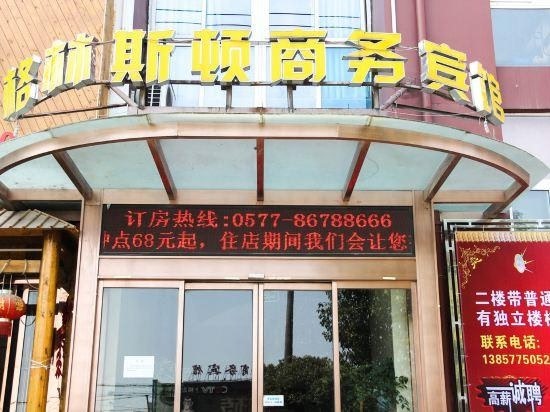 格林斯顿商务宾馆
订房热线:0577-86788666
钟点68元起，住店期间我们会让您
二楼带普通
有独立楼梯
联系电话:
13857775052
高薪诚聘